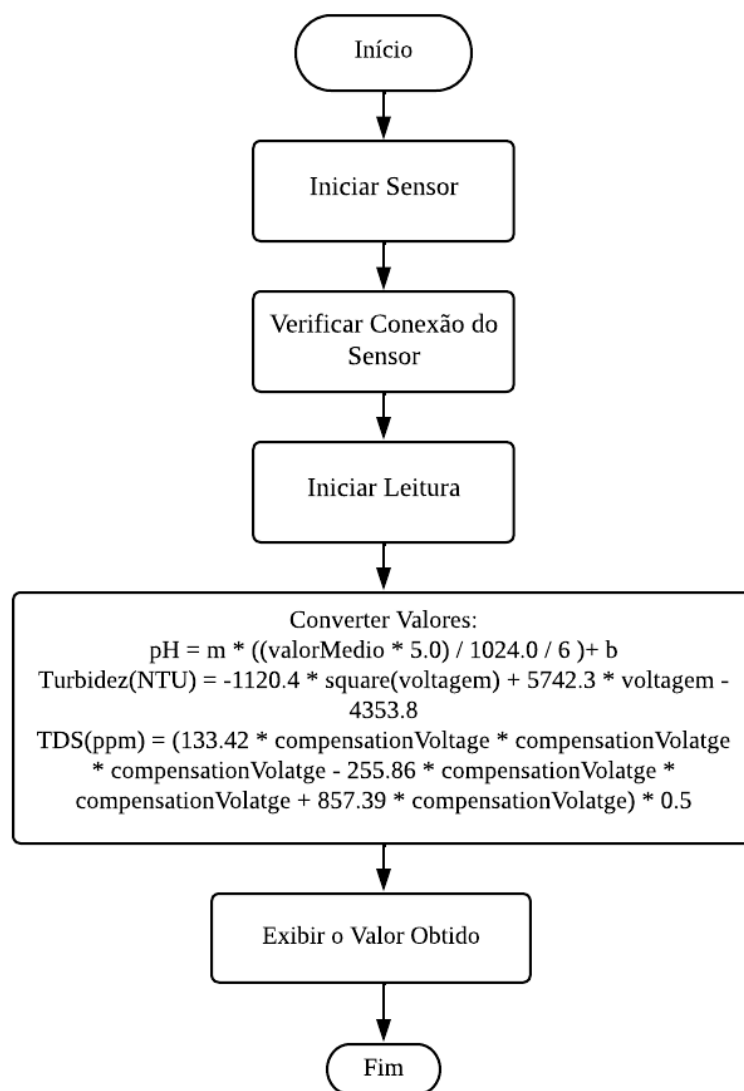 Início
Iniciar Sensor
Verificar Conexão do
Sensor
Iniciar Leitura
Converter Valores:
pH = m * ((valorMedio * 5.0) / 1024.0 / 6 )+ b
Turbidez(NTU) = -1120.4 * square(voltagem) + 5742.3 * voltagem -
4353.8
TDS(ppm) = (133.42 * compensationVoltage * compensationVolatge
* compensationVolatge - 255.86 * compensationVolatge *
compensationVolatge + 857.39 * compensationVolatge) * 0.5
Exibir o Valor Obtido
Fim